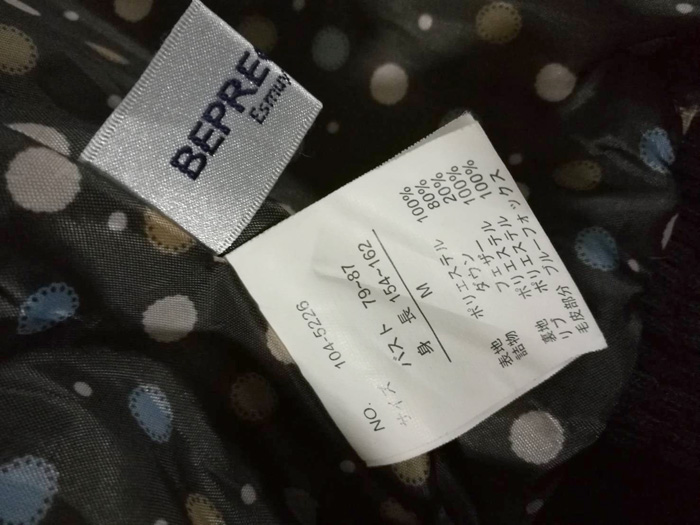 BEPRE
Esmuy
NO. 104-5226
サイズ
バスト 79-87
身長 154~162
M
表地 ポリエステル 100%
詰物 ダウン 80%
フェザー 20%
裏地 ポリエステル 100%
リブ ポリエステル 100%
毛皮部分 ブルーフォックス